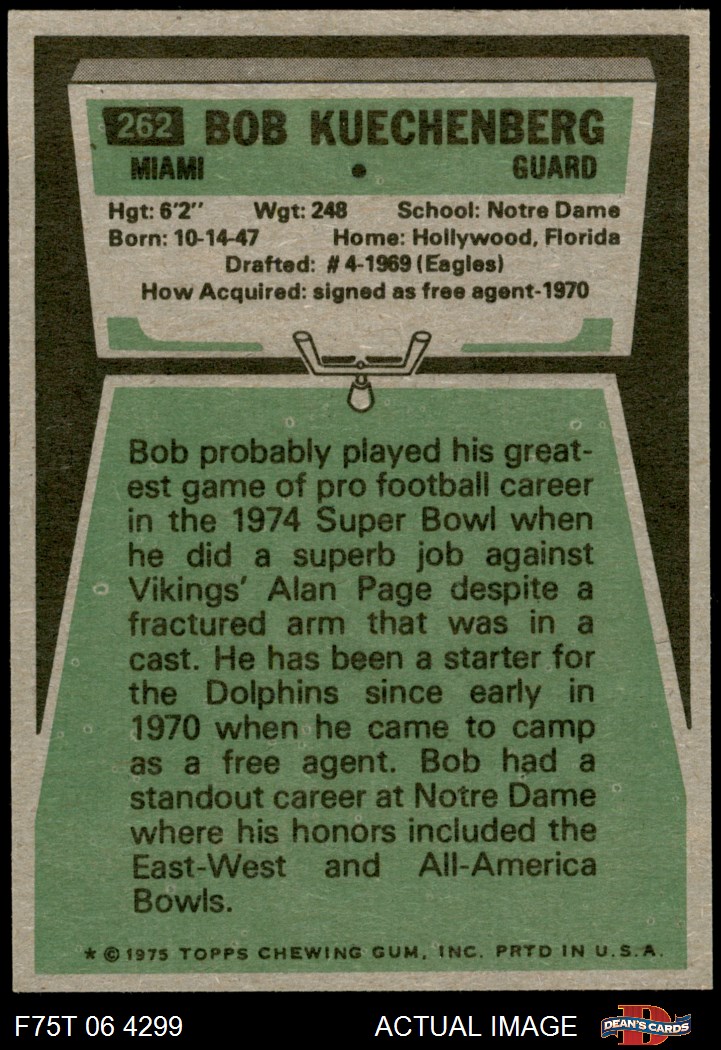 262 BOB KUECHENBERG
MIAMI • GUARD
Hgt: 6'2" Wgt: 248 School: Notre Dame
Born: 10-14-47 Home: Hollywood, Florida
Drafted: #4-1969 (Eagles)
How Acquired: signed as free agent-1970
Bob probably played his great-
est game of pro football career
in the 1974 Super Bowl when
he did a superb job against
Vikings' Alan Page despite a
fractured arm that was in a
cast. He has been a starter for
the Dolphins since early in
1970 when he came to camp
as a free agent. Bob had a
standout career at Notre Dame
where his honors included the
East-West and All-America
Bowls.
* © 1975 TOPPS CHEWING GUM, INC. PRTD IN U.S.A.
F75T 06 4299 ACTUAL IMAGE D DEAN'S CARDS